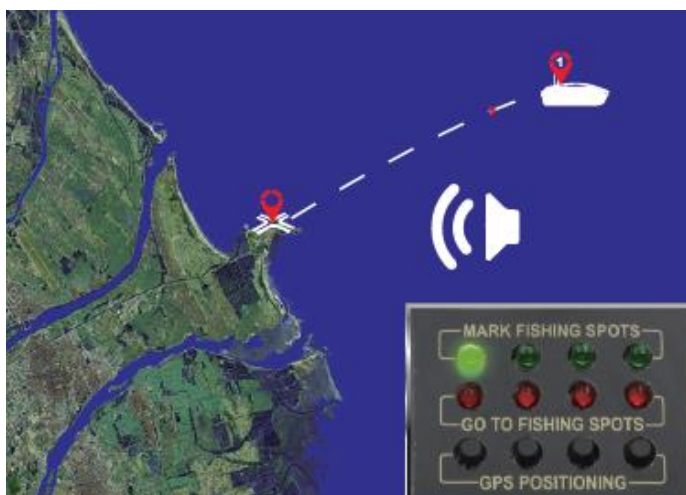 1
MARK FISHING SPOTS
GO TO FISHING SPOTS
GPS POSITIONING